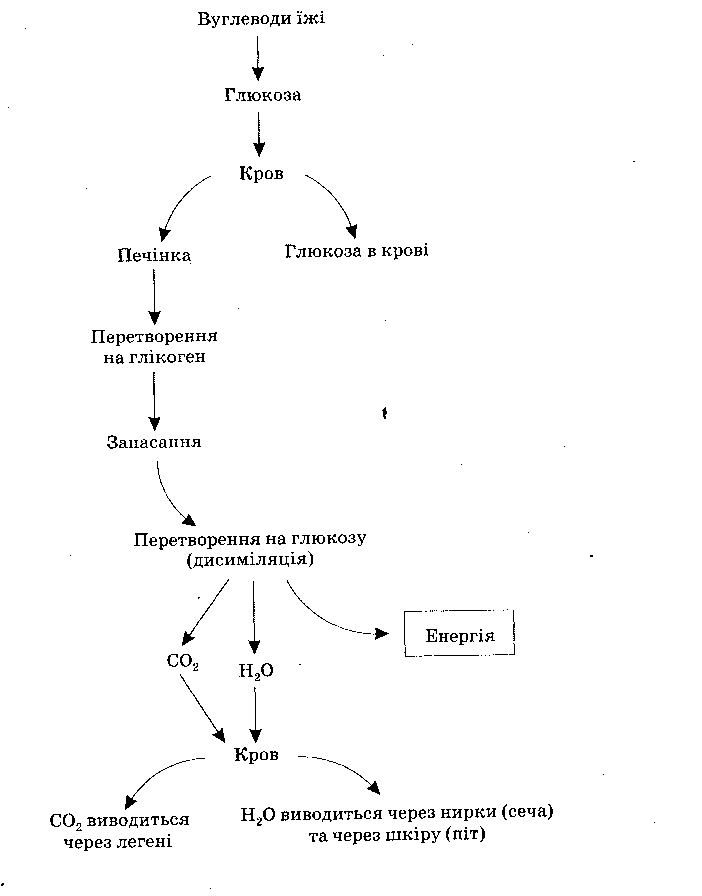 Вуглеводи їжі
Глюкоза
Кров
Печінка
Глюкоза в крові
Перетворення
на глікоген
Запасання
Перетворення на глюкозу
(дисиміляція)
Енергія
CO₂
H₂O
Кров
CO₂ виводиться
через легені
H₂O виводиться через нирки (сеча)
та через шкіру (піт)